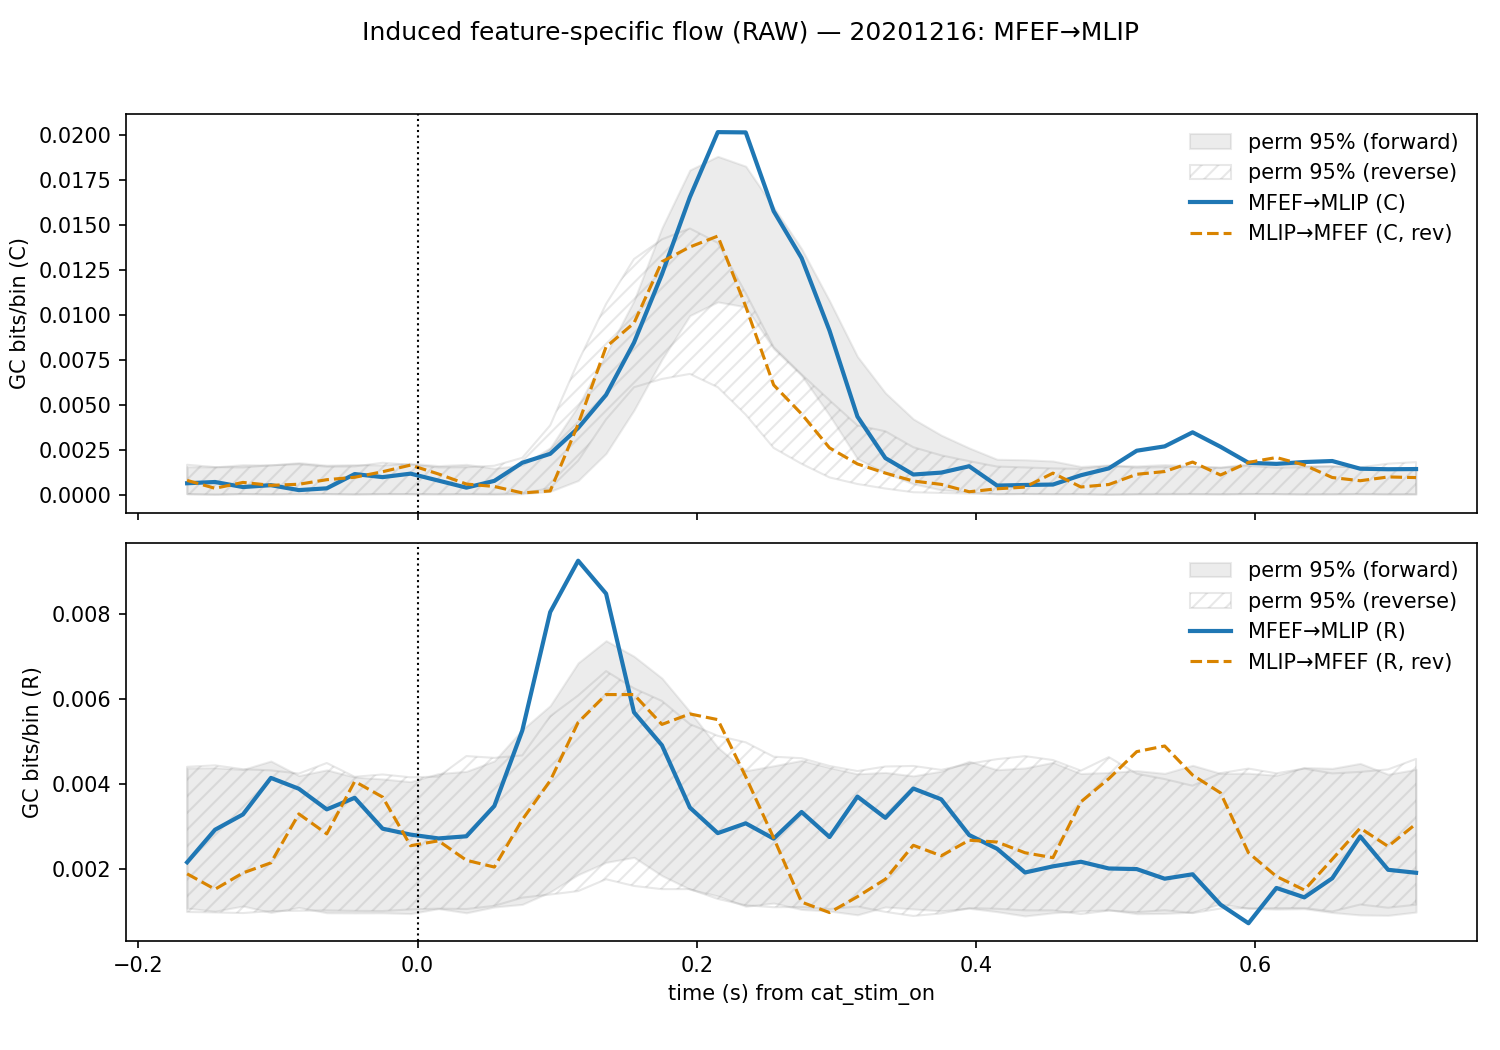 Induced feature-specific flow (RAW) — 20201216: MFEF→MLIP
GC bits/bin (C)
0.0200
0.0175
0.0150
0.0125
0.0100
0.0075
0.0050
0.0025
0.0000
perm 95% (forward)
perm 95% (reverse)
MFEF→MLIP (C)
MLIP→MFEF (C, rev)
GC bits/bin (R)
0.008
0.006
0.004
0.002
perm 95% (forward)
perm 95% (reverse)
MFEF→MLIP (R)
MLIP→MFEF (R, rev)
−0.2 0.0 0.2 0.4 0.6
time (s) from cat_stim_on